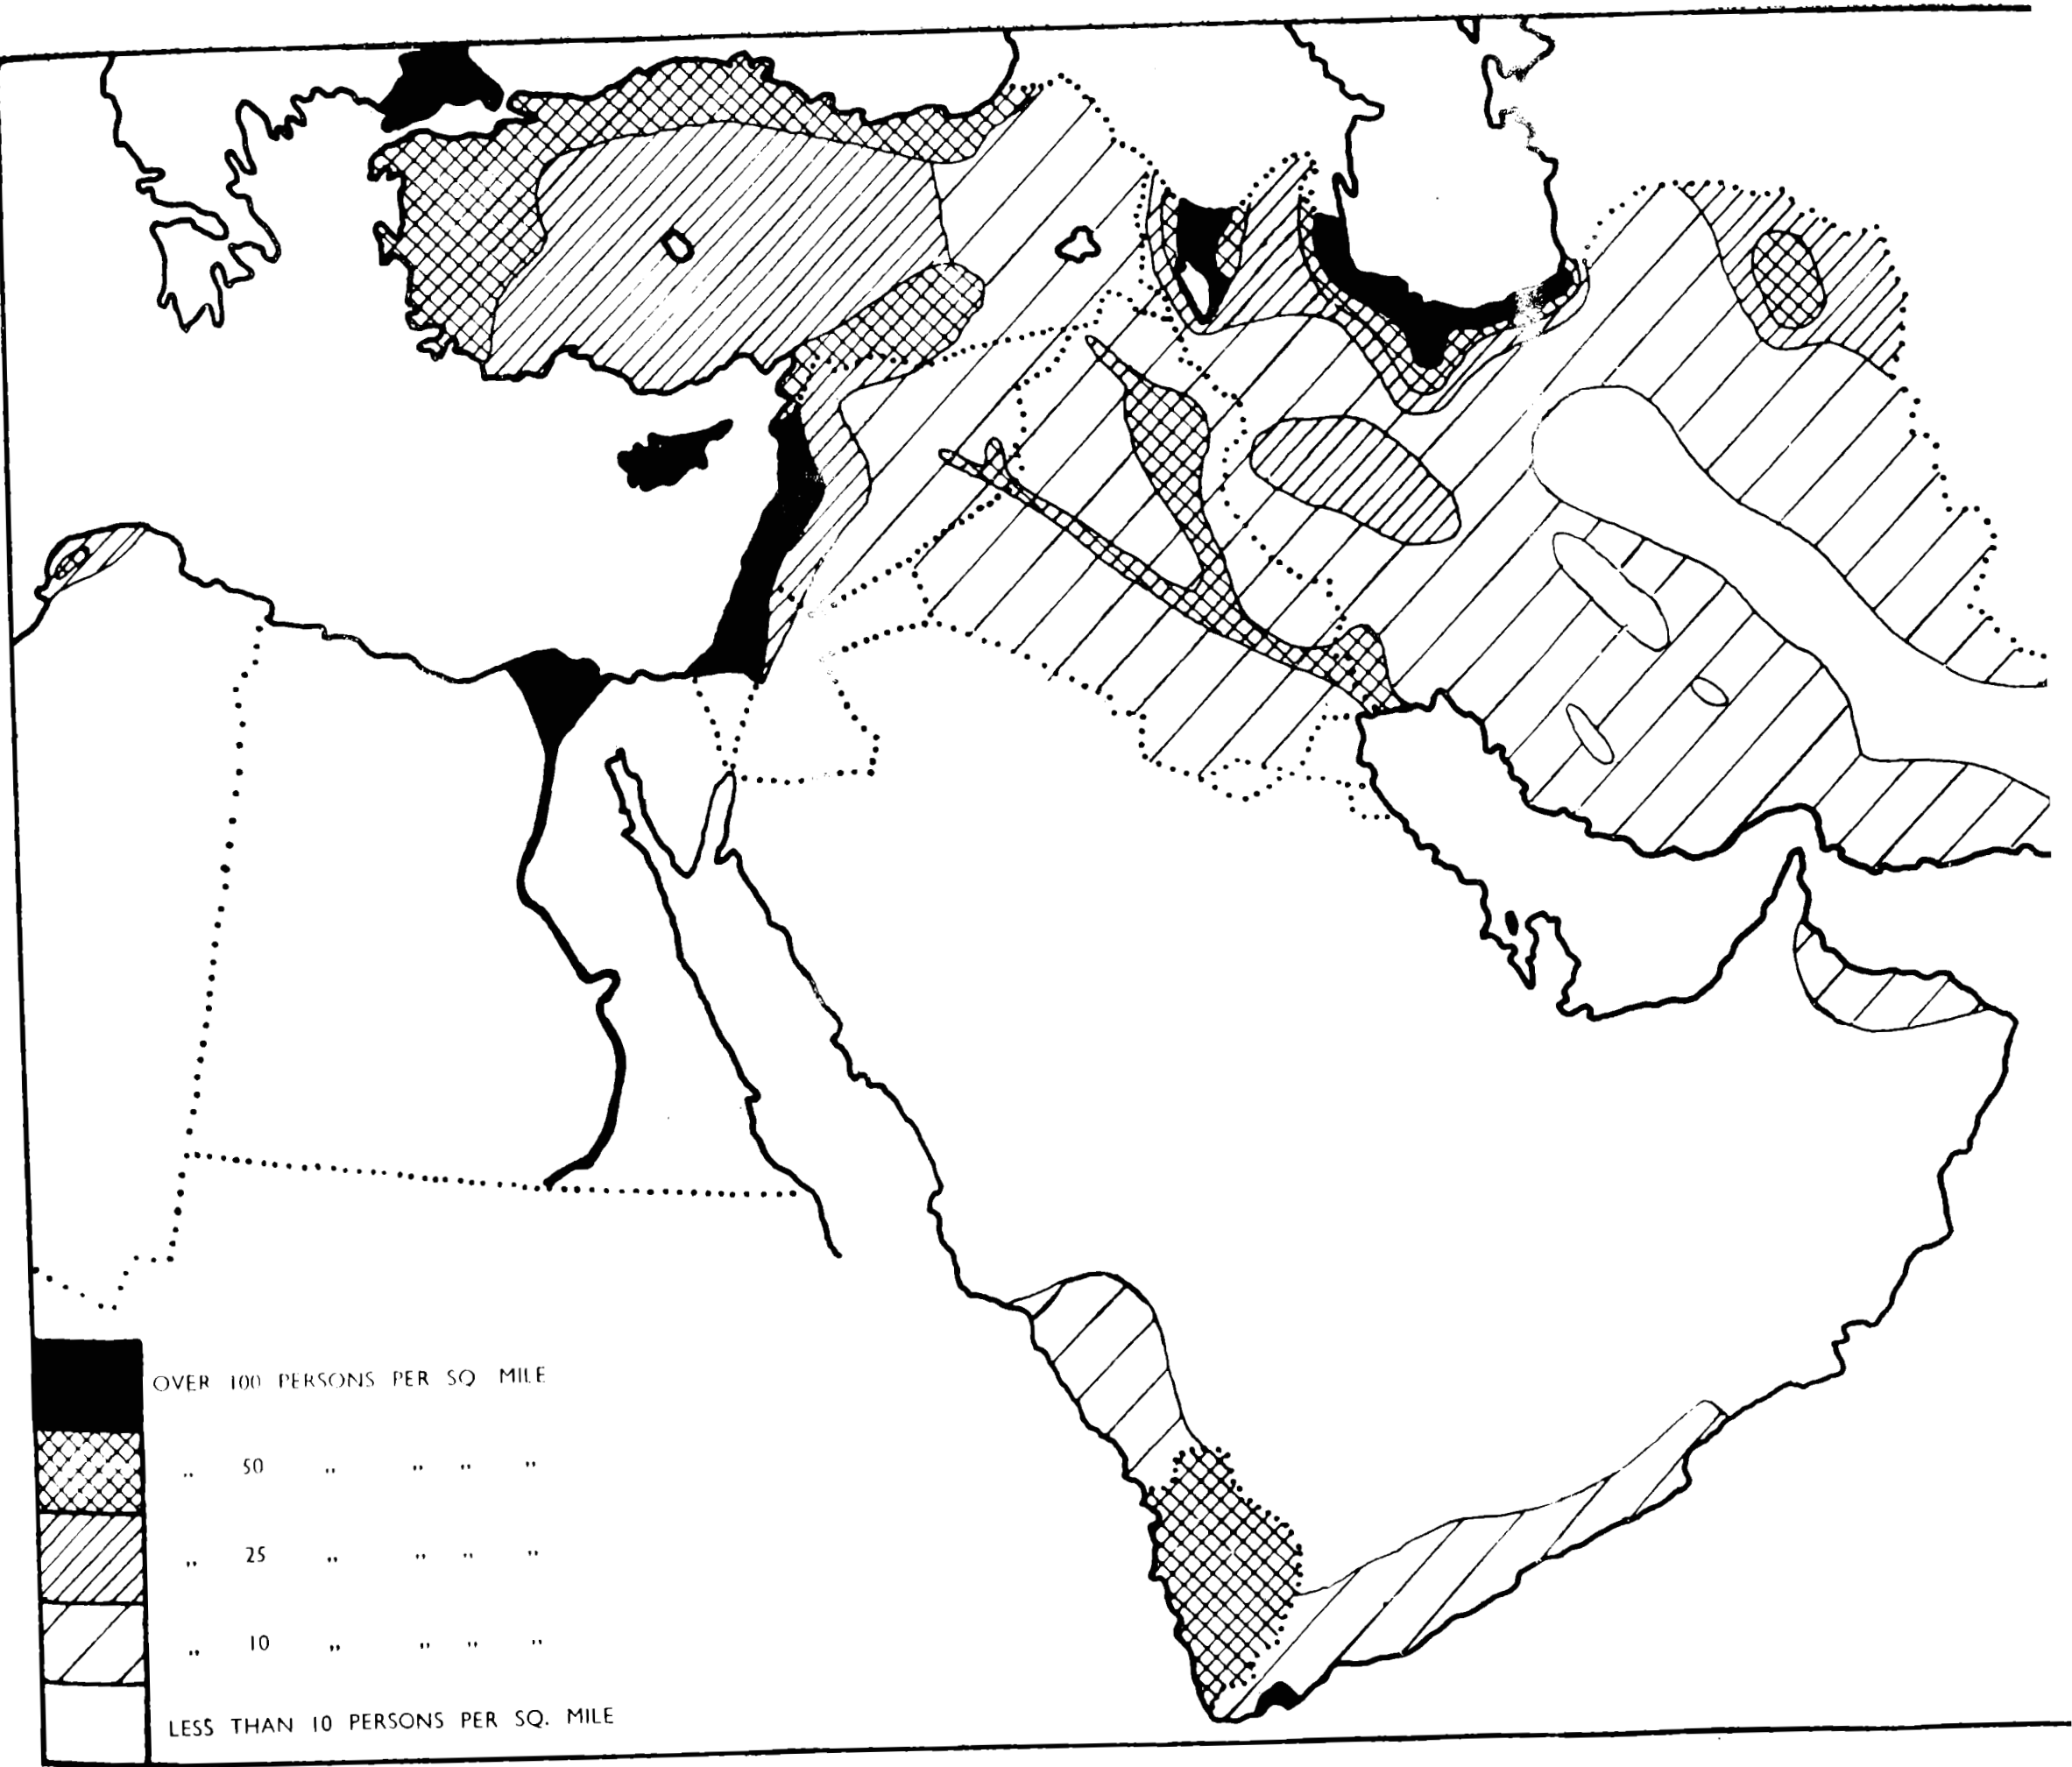 OVER 100 PERSONS PER SQ MILE
„ 50 „ „ „ „
„ 25 „ „ „ „
„ 10 „ „ „ „
LESS THAN 10 PERSONS PER SQ. MILE